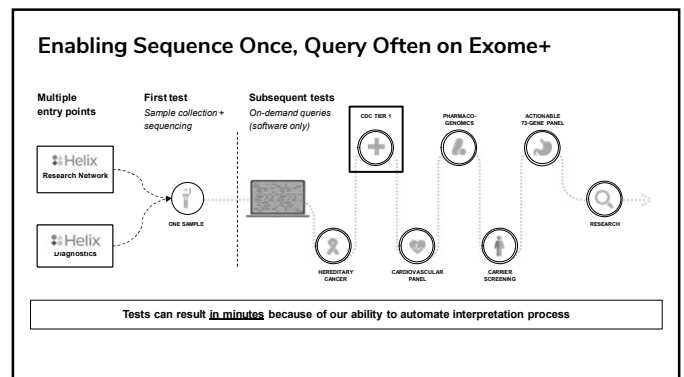 Enabling Sequence Once, Query Often on Exome+
Multiple
entry points
First test
Sample collection +
sequencing
Subsequent tests
On-demand queries
(software only)
CDC TIER 1
PHARMACO-
GENOMICS
ACTIONABLE
73-GENE PANEL
Helix
Research Network
ONE SAMPLE
RESEARCH
Helix
Diagnostics
HEREDITARY
CANCER
CARDIOVASCULAR
PANEL
CARRIER
SCREENING
Tests can result in minutes because of our ability to automate interpretation process